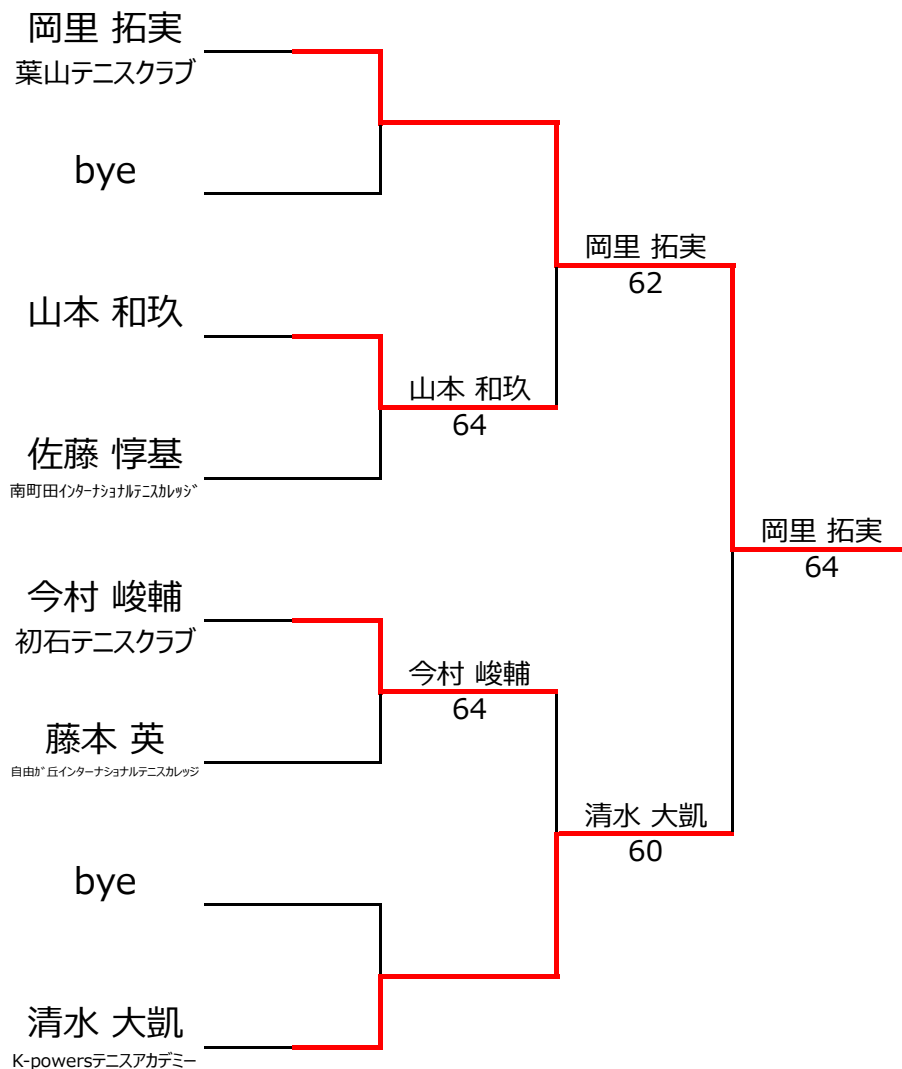 岡里 拓実
葉山テニスクラブ
bye
岡里 拓実
62
山本 和玖
山本 和玖
64
佐藤 惇基
南町田ｲﾝﾀｰﾅｼｮﾅﾙﾃﾆｽｶﾚｯｼﾞ
岡里 拓実
64
今村 峻輔
初石テニスクラブ
今村 峻輔
64
藤本 英
自由ｶﾞ丘インターナショナルテニスカレッジ
清水 大凱
60
bye
清水 大凱
K-powersテニスアカデミー